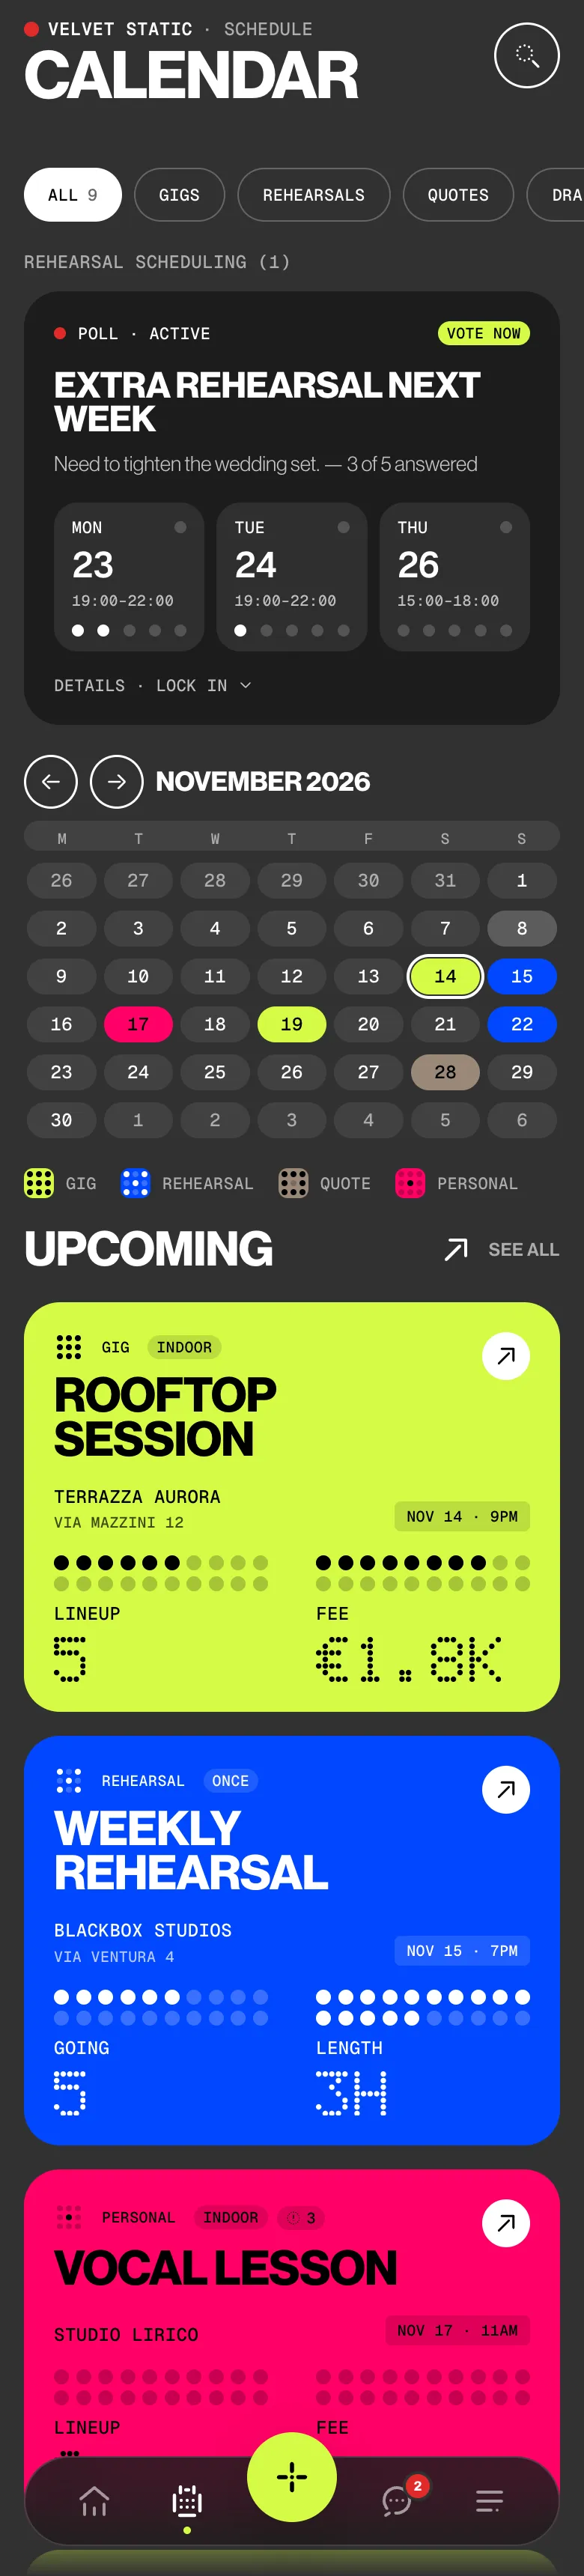 VELVET STATIC · SCHEDULE
CALENDAR
ALL 9 GIGS REHEARSALS QUOTES DRA
REHEARSAL SCHEDULING (1)
POLL · ACTIVE VOTE NOW
EXTRA REHEARSAL NEXT
WEEK
Need to tighten the wedding set. — 3 of 5 answered
MON TUE THU
23 24 26
19:00–22:00 19:00–22:00 15:00–18:00
DETAILS · LOCK IN
NOVEMBER 2026
M T W T F S S
26 27 28 29 30 31 1
2 3 4 5 6 7 8
9 10 11 12 13 14 15
16 17 18 19 20 21 22
23 24 25 26 27 28 29
30 1 2 3 4 5 6
GIG REHEARSAL QUOTE PERSONAL
UPCOMING SEE ALL
GIG INDOOR
ROOFTOP
SESSION
TERRAZZA AURORA
VIA MAZZINI 12 NOV 14 · 9PM
LINEUP FEE
5 €1.8K
REHEARSAL ONCE
WEEKLY
REHEARSAL
BLACKBOX STUDIOS
VIA VENTURA 4 NOV 15 · 7PM
GOING LENGTH
5 3H
PERSONAL INDOOR 3
VOCAL LESSON
STUDIO LIRICO NOV 17 · 11AM
LINEUP FEE
2